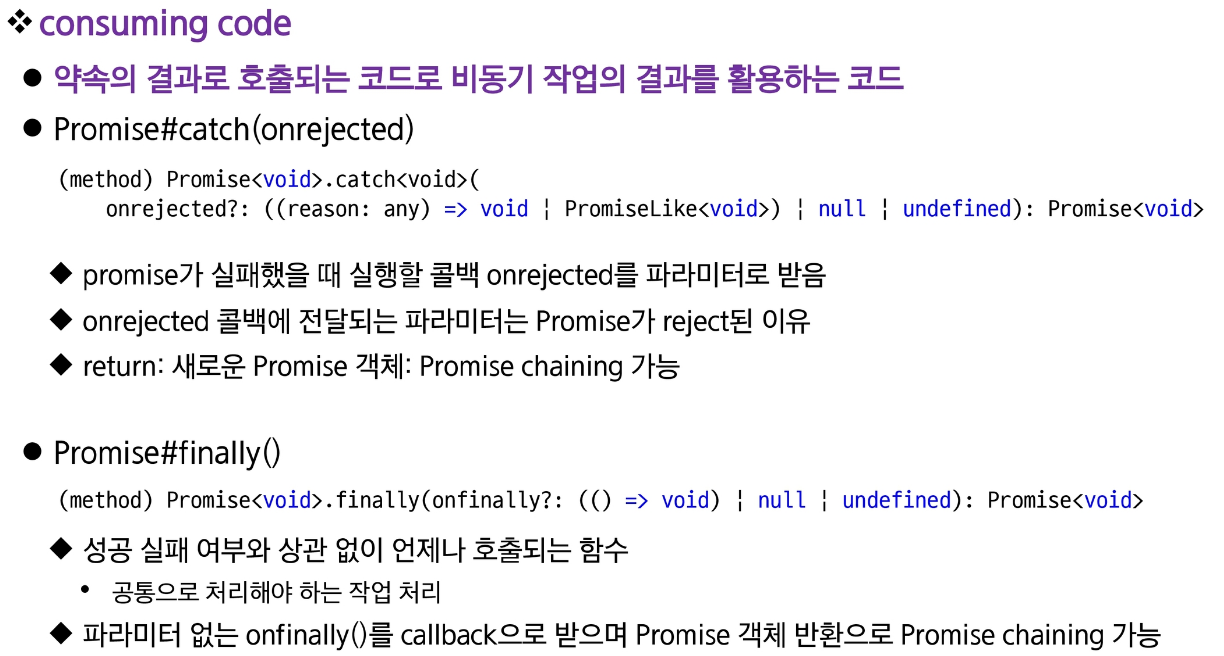 ❖ consuming code
● 약속의 결과로 호출되는 코드로 비동기 작업의 결과를 활용하는 코드
● Promise#catch(onrejected)
(method) Promise<void>.catch<void>(
onrejected?: ((reason: any) => void | PromiseLike<void>) | null | undefined): Promise<void>
◆ promise가 실패했을 때 실행할 콜백 onrejected를 파라미터로 받음
◆ onrejected 콜백에 전달되는 파라미터는 Promise가 reject된 이유
◆ return: 새로운 Promise 객체: Promise chaining 가능
● Promise#finally()
(method) Promise<void>.finally(onfinally?: (() => void) | null | undefined): Promise<void>
◆ 성공 실패 여부와 상관 없이 언제나 호출되는 함수
• 공통으로 처리해야 하는 작업 처리
◆ 파라미터 없는 onfinally()를 callback으로 받으며 Promise 객체 반환으로 Promise chaining 가능